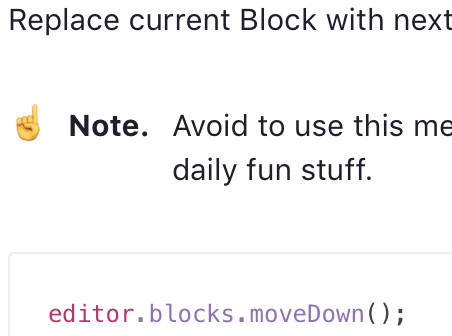 Replace current Block with next
☝️ Note. Avoid to use this me
daily fun stuff.
editor.blocks.moveDown();